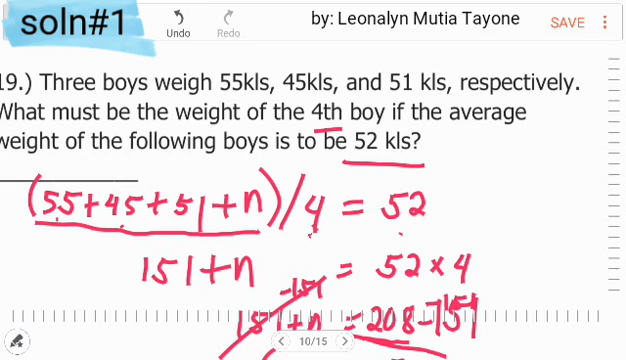 soln#1
Undo
Redo
by: Leonalyn Mutia Tayone
SAVE
19.) Three boys weigh 55kls, 45kls, and 51 kls, respectively.
What must be the weight of the 4th boy if the average
weight of the following boys is to be 52 kls?
(55+45+51+n)/4 = 52
151+n = 52×4
-151
151+n = 208-151
< 10/15 >